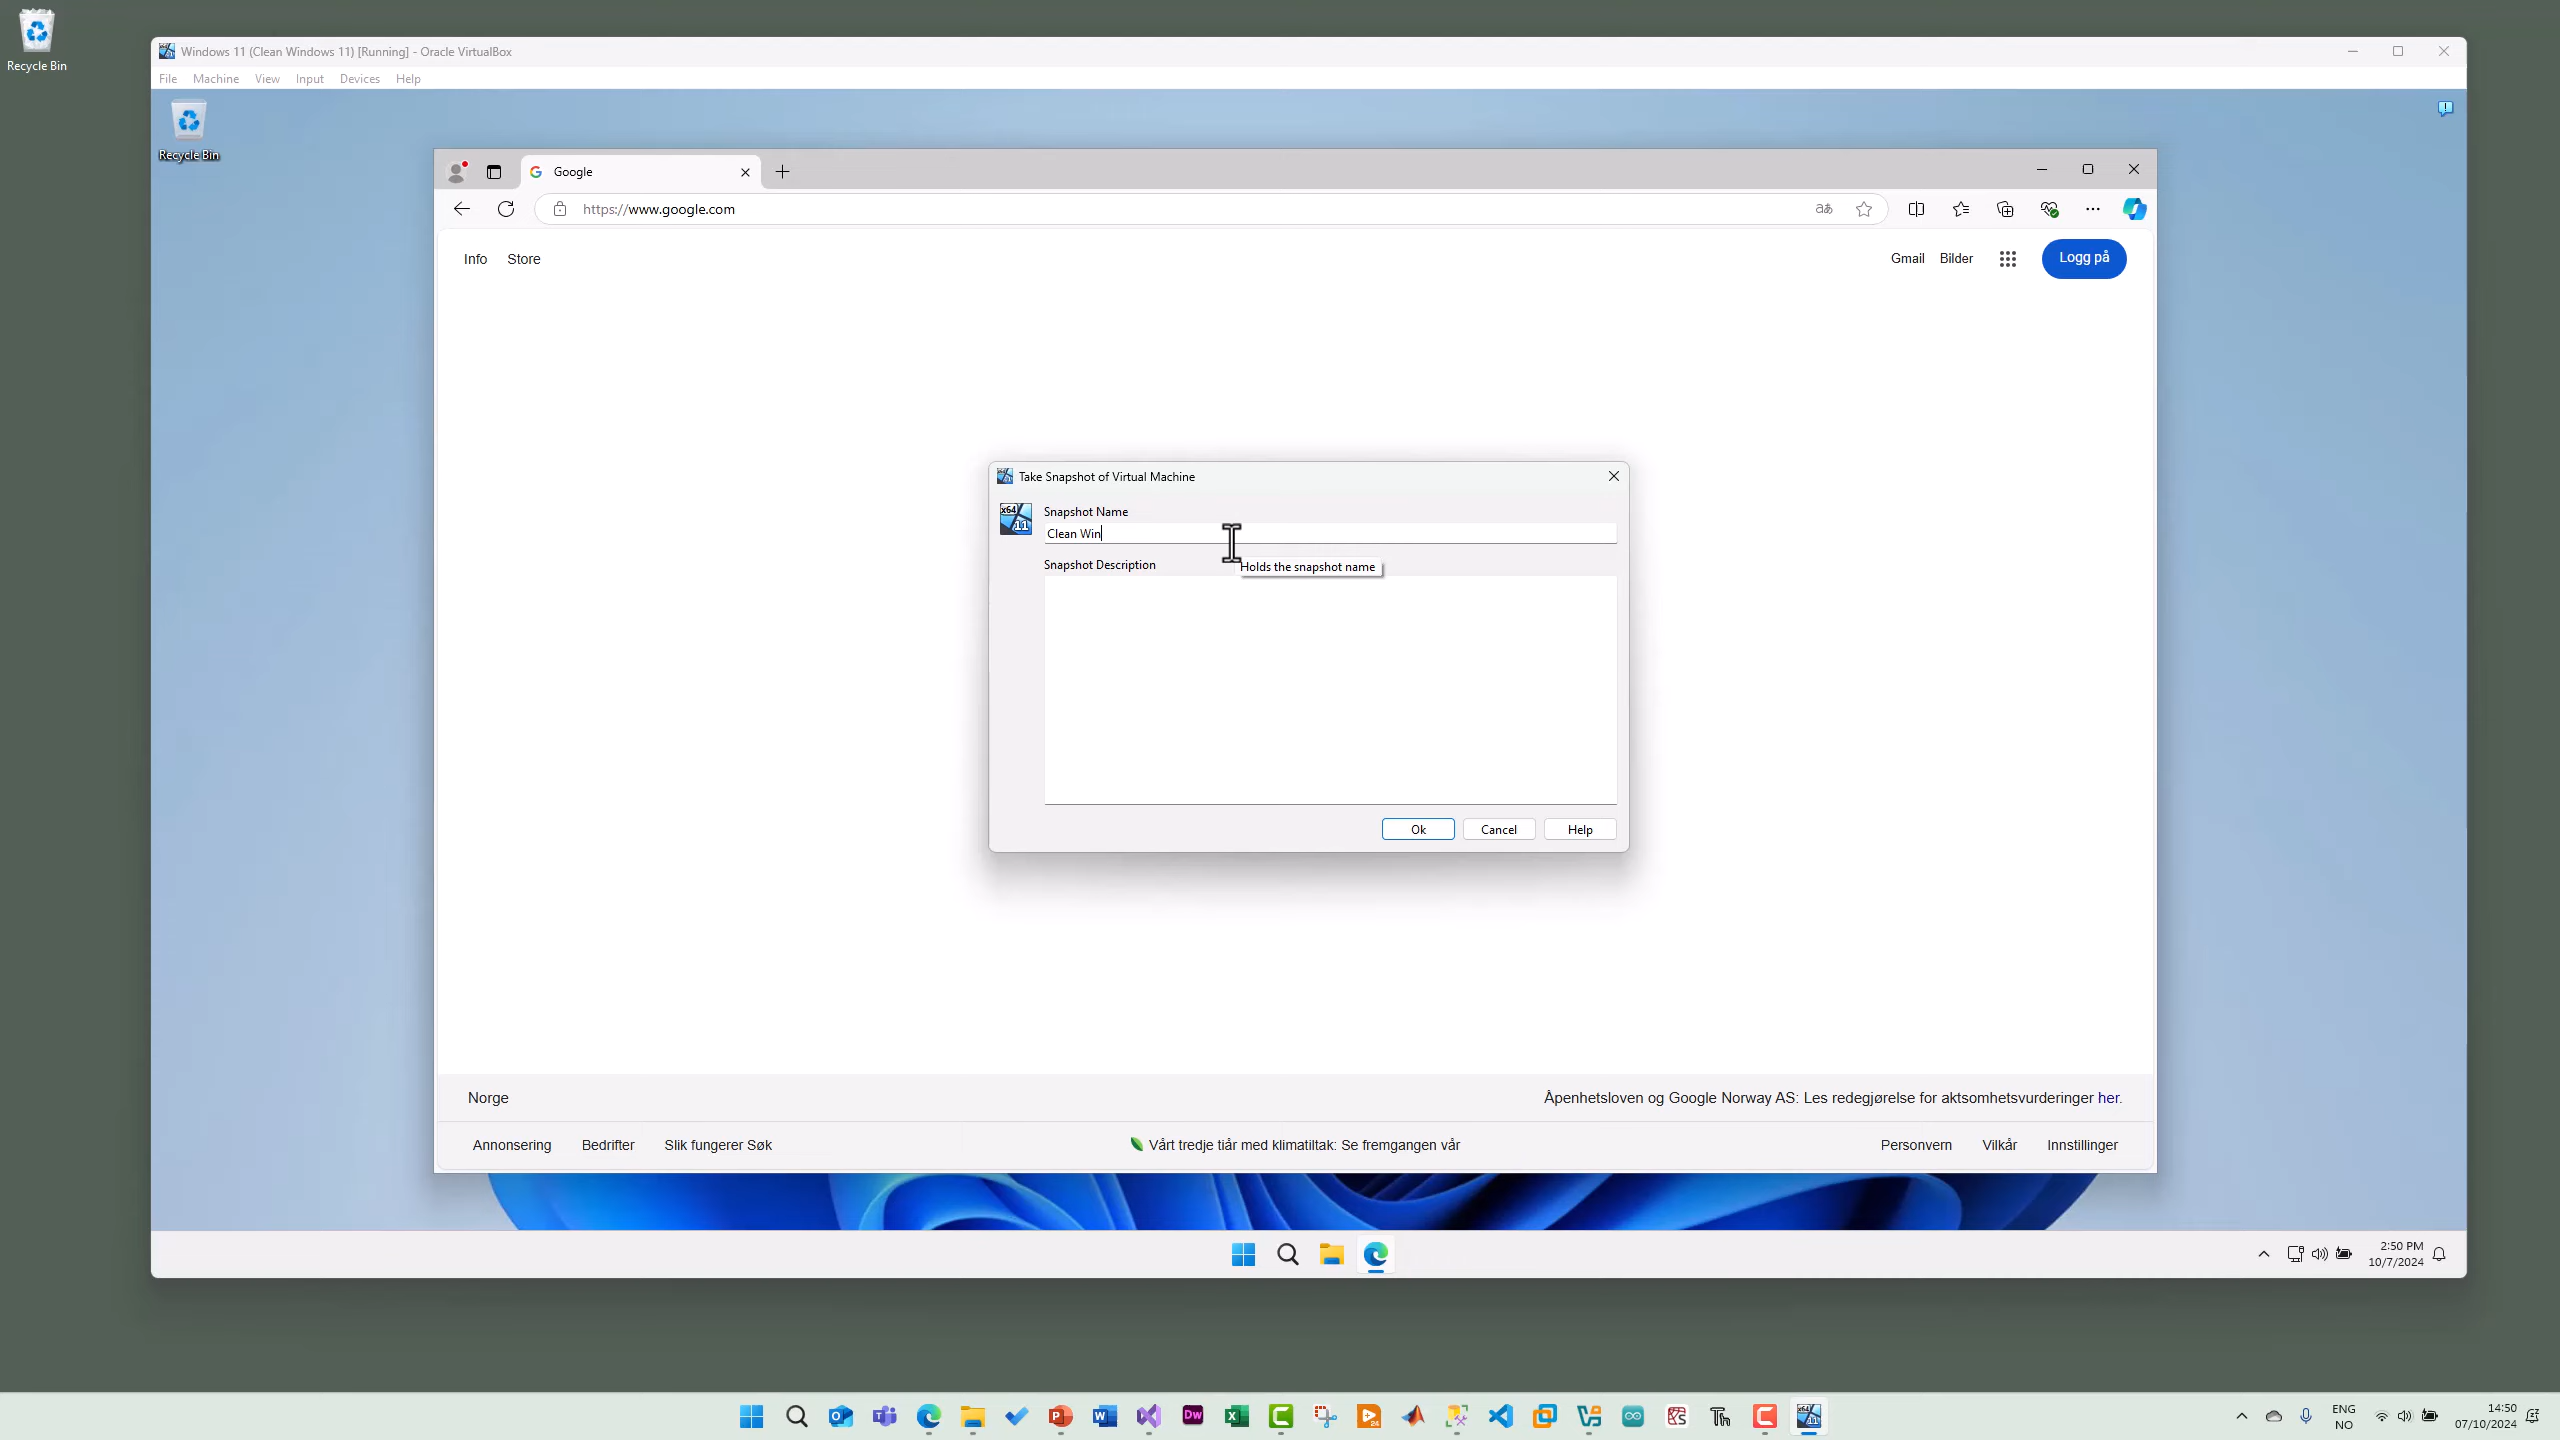 Recycle Bin
Windows 11 (Clean Windows 11) [Running] - Oracle VirtualBox
File Machine View Input Devices Help
Recycle Bin
Google
https://www.google.com
Info Store
Gmail Bilder Logg på
Take Snapshot of Virtual Machine
Snapshot Name
Clean Win
Holds the snapshot name
Snapshot Description
Ok Cancel Help
Norge
Åpenhetsloven og Google Norway AS: Les redegjørelse for aktsomhetsvurderinger her.
Annonsering Bedrifter Slik fungerer Søk
Vårt tredje tiår med klimatiltak: Se fremgangen vår
Personvern Vilkår Innstillinger
2:50 PM
10/7/2024
ENG
NO
14:50
07/10/2024